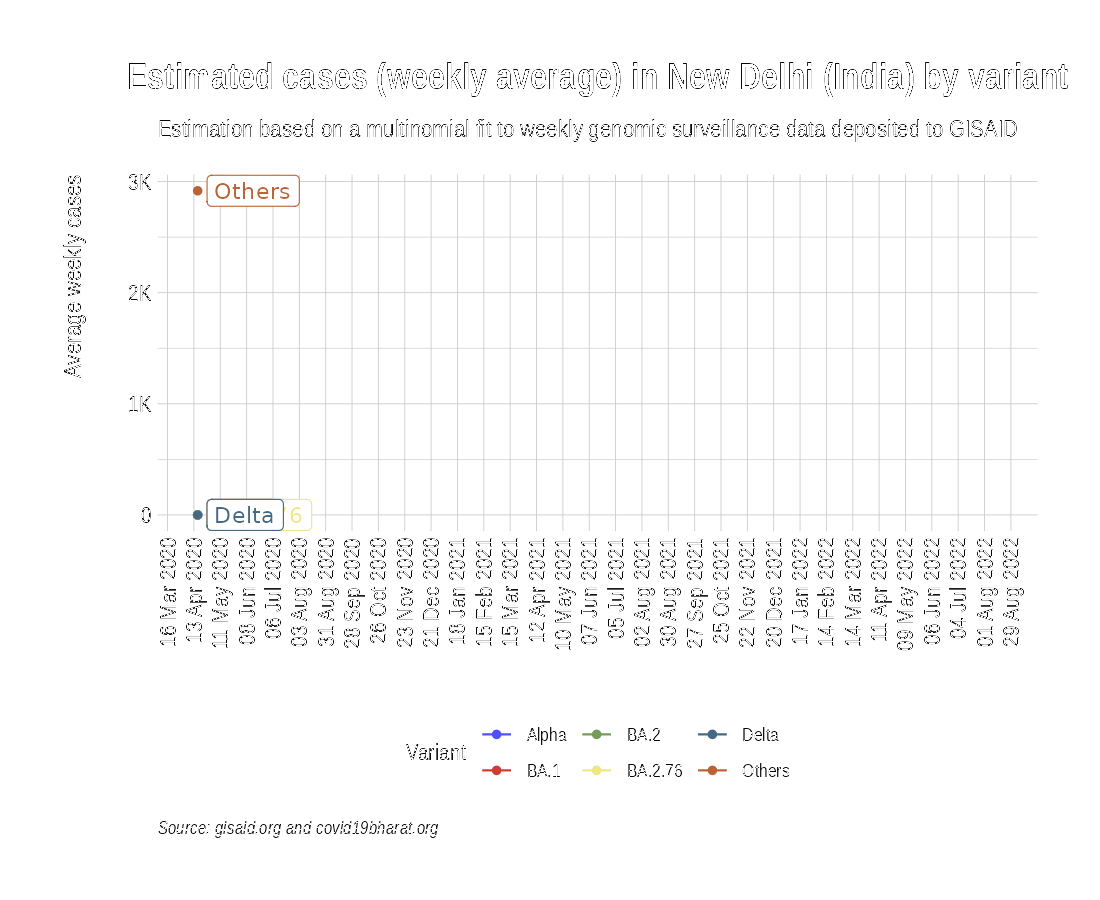 Estimated cases (weekly average) in New Delhi (India) by variant
Estimation based on a multinomial fit to weekly genomic surveillance data deposited to GISAID
Average weekly cases
3K
Others
2K
1K
0
Delta
6
16 Mar 2020
13 Apr 2020
11 May 2020
08 Jun 2020
06 Jul 2020
03 Aug 2020
31 Aug 2020
28 Sep 2020
26 Oct 2020
23 Nov 2020
21 Dec 2020
18 Jan 2021
15 Feb 2021
15 Mar 2021
12 Apr 2021
10 May 2021
07 Jun 2021
05 Jul 2021
02 Aug 2021
30 Aug 2021
27 Sep 2021
25 Oct 2021
22 Nov 2021
20 Dec 2021
17 Jan 2022
14 Feb 2022
14 Mar 2022
11 Apr 2022
09 May 2022
06 Jun 2022
04 Jul 2022
01 Aug 2022
29 Aug 2022
Variant
Alpha
BA.2
Delta
BA.1
BA.2.76
Others
Source: gisaid.org and covid19bharat.org